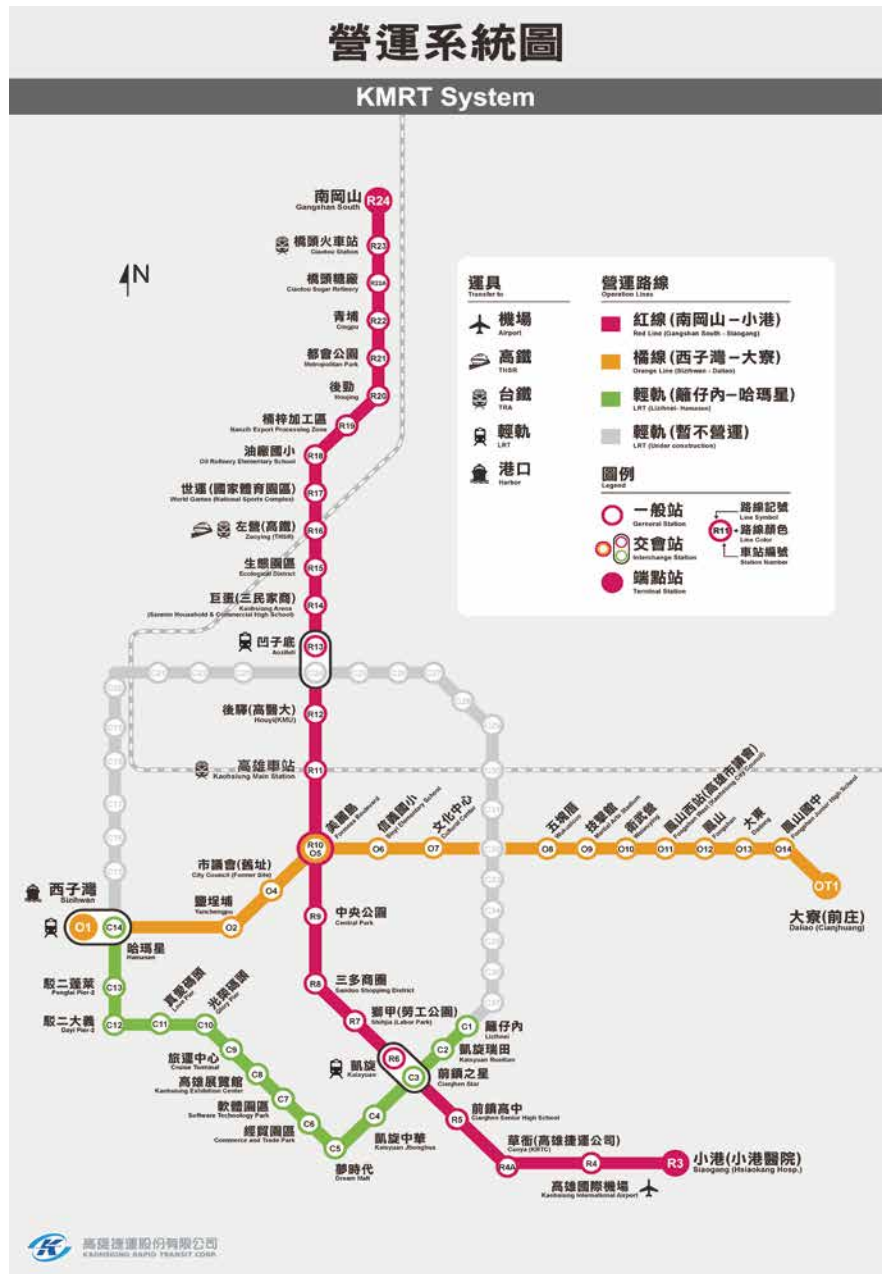 營運系統圖
KMRT System
南岡山
Gangshan South
R24
橋頭火車站
Ciaotou Station
R23
N
橋頭糖廠
Ciaotou Sugar Refinery
R22A
青埔
Cingpu
R22
都會公園
Metropolitan Park
R21
後勁
Houjing
R20
楠梓加工區
Nanzih Export Processing Zone
R19
油廠國小
Oil Refinery Elementary School
R18
世運(國家體育園區)
World Games (National Sports Complex)
R17
左營(高鐵)
Zuoying (THSR)
R16
生態園區
Ecological District
R15
巨蛋(三民家商)
Kaohsiung Arena
(Sanmin Household & Commercial High School)
R14
凹子底
Aozihdi
R13
後驛(高醫大)
Houyi(KMU)
R12
高雄車站
Kaohsiung Main Station
R11
運具
Transfer to
機場
Airport
高鐵
THSR
台鐵
TRA
輕軌
LRT
港口
Harbor
營運路線
Operation Lines
紅線(南岡山-小港)
Red Line (Gangshan South - Siaogang)
橘線(西子灣-大寮)
Orange Line (Sizihwan - Daliao)
輕軌(籬仔內-哈瑪星)
LRT (Lizihnei- Hamasen)
輕軌(暫不營運)
LRT (Under construction)
圖例
Legend
一般站
General Station
交會站
Interchange Station
端點站
Terminal Station
R11
路線記號
Line Symbol
路線顏色
Line Color
車站編號
Station Number
美麗島
Formosa Boulevard
R10
O5
信義國小
Sinyi Elementary School
O6
文化中心
Cultural Center
O7
五塊厝
Wukuaicuo
O8
技擊館
Martial Arts Stadium
O9
衛武營
Weiwuying
O10
鳳山西站(高雄市議會)
Fongshan West (Kaohsiung City Council)
O11
鳳山
Fongshan
O12
大東
Dadong
O13
鳳山國中
Fongshan Junior High School
O14
OT1
大寮(前庄)
Daliao (Cianjhuang)
市議會(舊址)
City Council (Former Site)
O4
鹽埕埔
Yanchengpu
O2
西子灣
Sizihwan
O1
C14
哈瑪星
Hamasen
中央公園
Central Park
R9
三多商圈
Sanduo Shopping District
R8
獅甲(勞工公園)
Shihjia (Labor Park)
R7
凱旋
Kaisyuan
R6
C3
前鎮之星
Cianjhen Star
籬仔內
Lizihnei
C1
凱旋瑞田
Kaisyuan Rueitian
C2
駁二蓬萊
Penglai Pier-2
C13
駁二大義
Dayi Pier-2
C12
真愛碼頭
Love Pier
C11
光榮碼頭
Glory Pier
C10
旅運中心
Cruise Terminal
C9
高雄展覽館
Kaohsiung Exhibition Center
C8
軟體園區
Software Technology Park
C7
經貿園區
Commerce and Trade Park
C6
夢時代
Dream Mall
C5
凱旋中華
Kaisyuan Jhonghua
C4
前鎮高中
Cianjhen Senior High School
R5
草衙(高雄捷運公司)
Caoya (KRTC)
R4A
高雄國際機場
Kaohsiung International Airport
R4
R3
小港(小港醫院)
Siaogang (Hsiaokang Hosp.)
高雄捷運股份有限公司
KAOHSIUNG RAPID TRANSIT CORP.